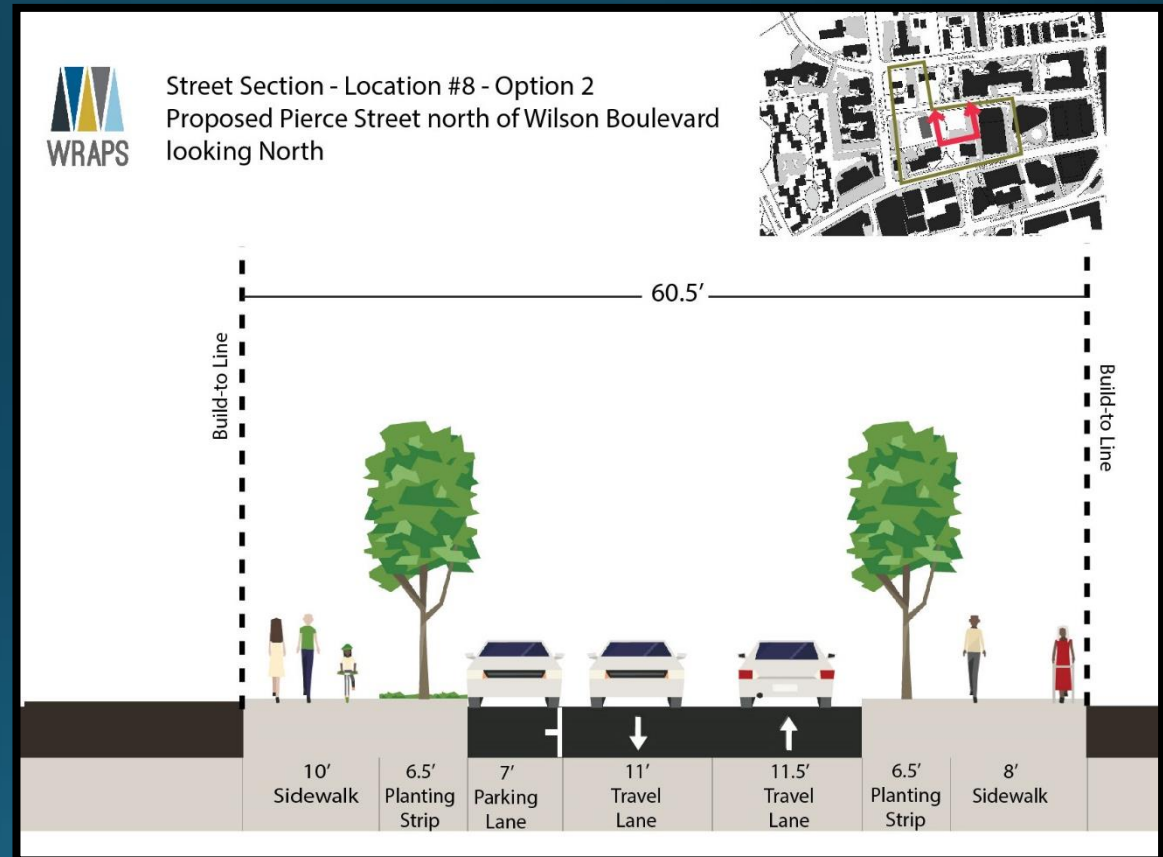 WRAPS
Street Section - Location #8 - Option 2
Proposed Pierce Street north of Wilson Boulevard
looking North
60.5’
Build-to Line
Build-to Line
10’
Sidewalk
6.5’
Planting
Strip
7’
Parking
Lane
11’
Travel
Lane
11.5’
Travel
Lane
6.5’
Planting
Strip
8’
Sidewalk